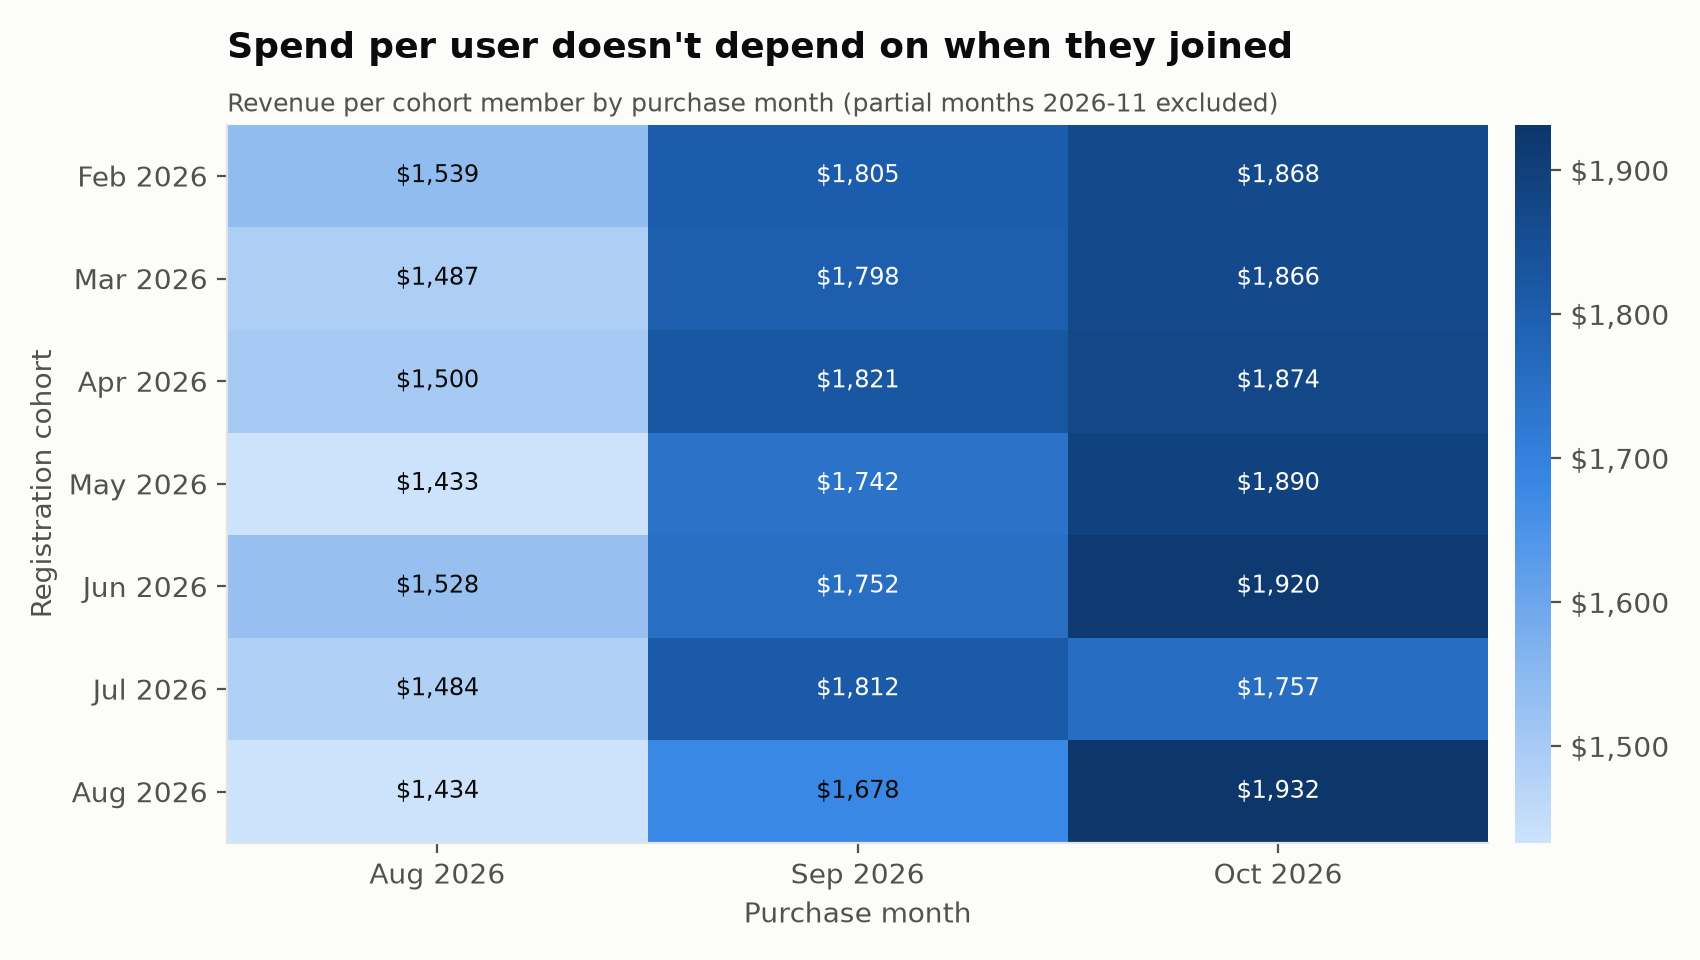 Spend per user doesn't depend on when they joined
Revenue per cohort member by purchase month (partial months 2026-11 excluded)
Registration cohort
Feb 2026 $1,539 $1,805 $1,868
Mar 2026 $1,487 $1,798 $1,866
Apr 2026 $1,500 $1,821 $1,874
May 2026 $1,433 $1,742 $1,890
Jun 2026 $1,528 $1,752 $1,920
Jul 2026 $1,484 $1,812 $1,757
Aug 2026 $1,434 $1,678 $1,932
Aug 2026 Sep 2026 Oct 2026
Purchase month
$1,900
$1,800
$1,700
$1,600
$1,500